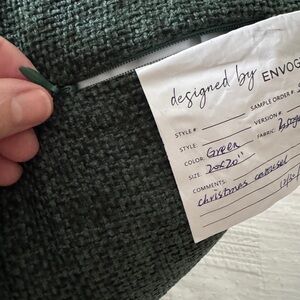 designed by ENVOG
SAMPLE ORDER #
STYLE #
VERSION #
STYLE:
FABRIC:
COLOR: Green
SIZE: 20x20"
COMMENTS:
christmas carousel